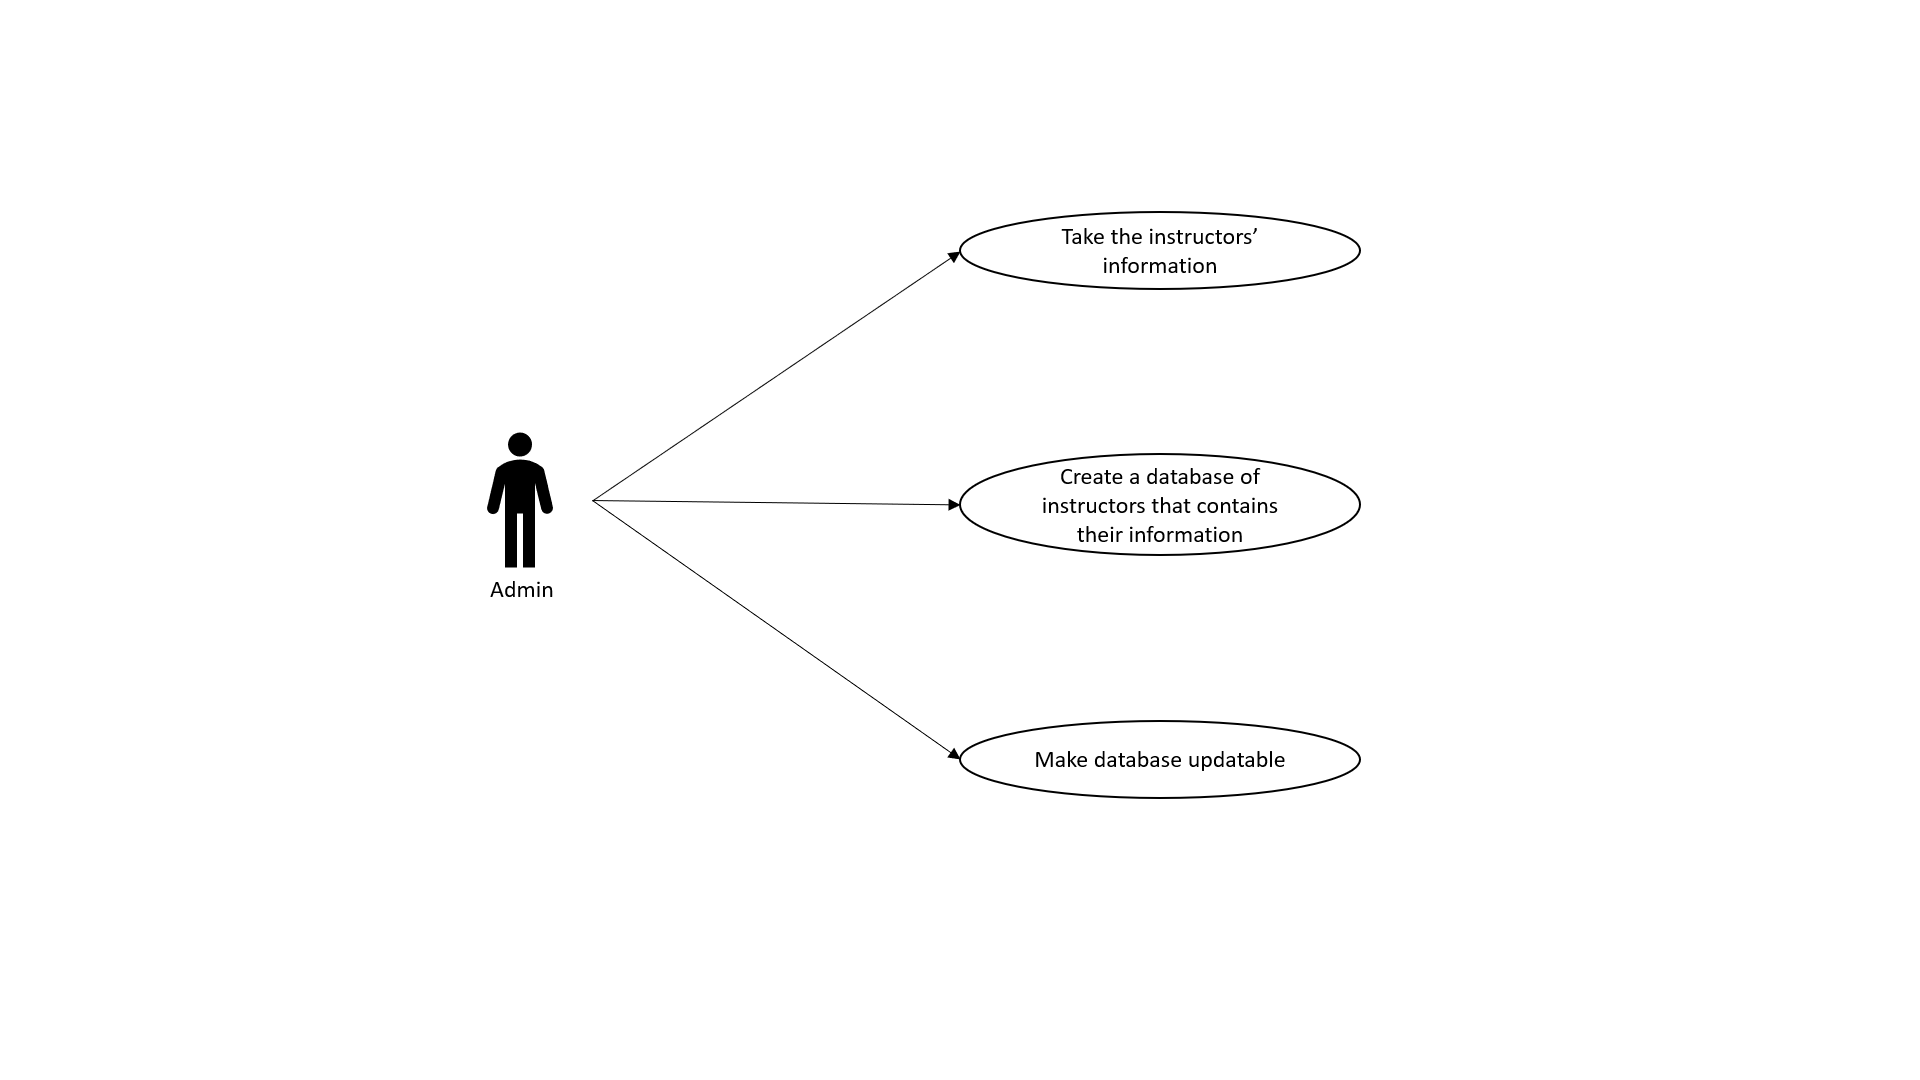 Take the instructors’
information
Create a database of
instructors that contains
their information
Admin
Make database updatable